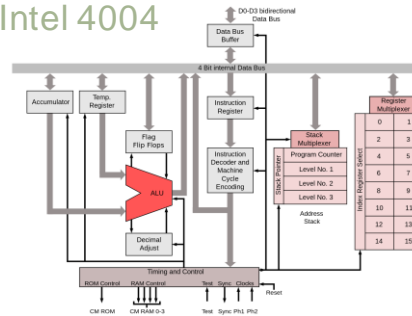 Intel 4004
D0-D3 bidirectional
Data Bus
Data Bus
Buffer
4 Bit internal Data Bus
Accumulator
Temp.
Register
Instruction
Register
Register
Multiplexer
Flag
Flip Flops
Stack
Multiplexer
Instruction
Decoder and
Machine
Cycle
Encoding
ALU
Decimal
Adjust
Stack Pointer
Program Counter
Level No. 1
Level No. 2
Level No. 3
Address
Stack
Index Register Select
0 1
2 3
4 5
6 7
8 9
10 11
12 13
14 15
Timing and Control
ROM Control RAM Control Test Sync Clocks
Reset
CM ROM CM RAM 0-3 Test Sync Ph1 Ph2